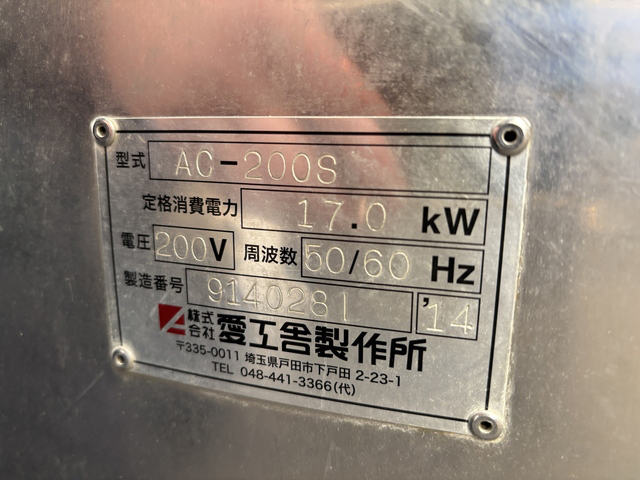 型式 AC-200S
定格消費電力 17.0 kW
電圧 200V 周波数 50/60 Hz
製造番号 9140281 '14
株式会社 愛工舎製作所
〒335-0011 埼玉県戸田市下戸田 2-23-1
TEL 048-441-3366(代)